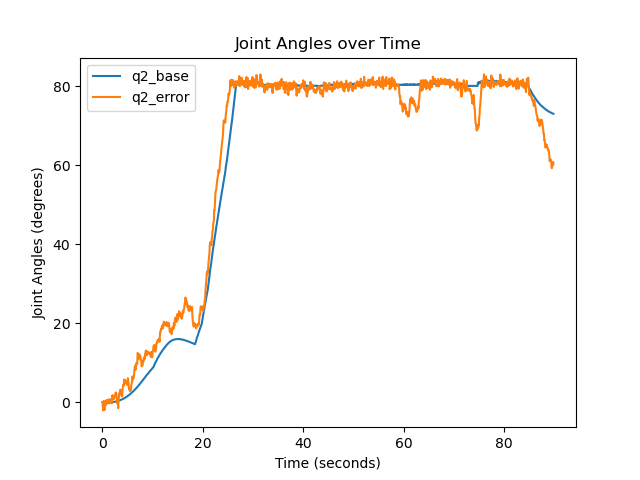 Joint Angles over Time
q2_base
q2_error
Joint Angles (degrees)
80
60
40
20
0
0 20 40 60 80
Time (seconds)